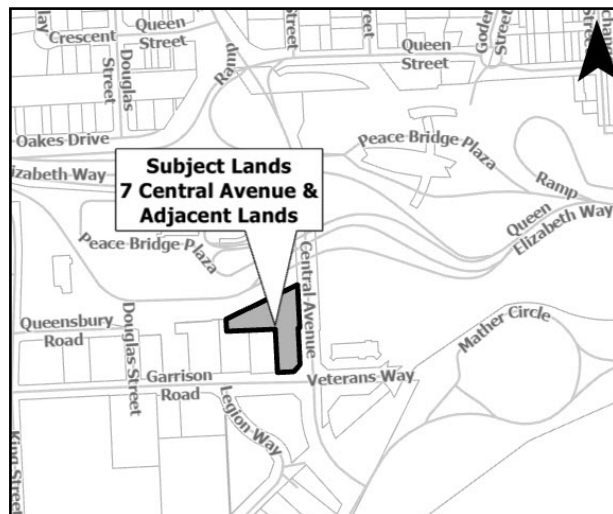 Crescent
Queen
Street
Douglas
Street
Ramp
Street
Queen
Street
Street
Oakes Drive
Peace Bridge Plaza
Ramp
Queen
Elizabeth Way
Subject Lands
7 Central Avenue &
Adjacent Lands
Peace Bridge
Plaza
Central Avenue
Queensbury
Road
Douglas Street
Mather Circle
Garrison
Road
Veterans Way
Legion Way
King Street